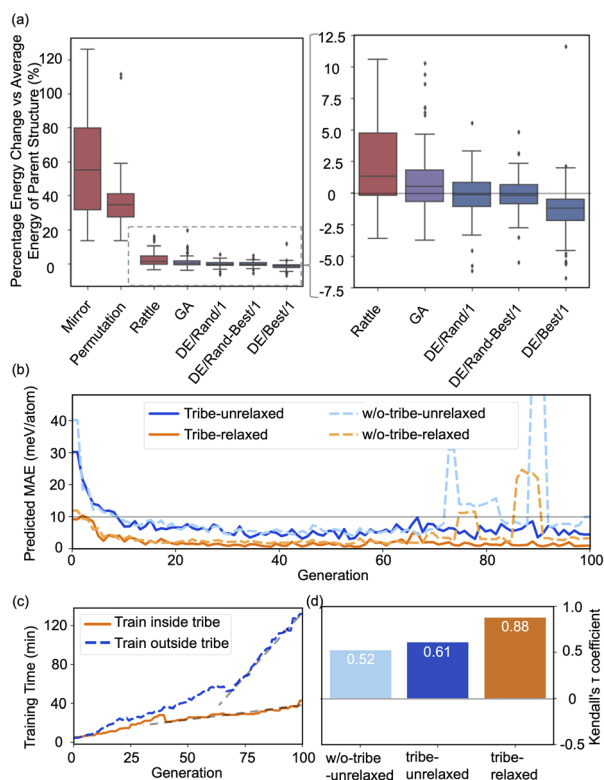 (a)
Percentage Energy Change vs Average
Energy of Parent Structure (%)
120
100
80
60
40
20
0
Mirror
Permutation
Rattle
GA
DE/Rand/1
DE/Rand-Best/1
DE/Best/1
12.5
10.0
7.5
5.0
2.5
0.0
-2.5
-5.0
-7.5
Rattle
GA
DE/Rand/1
DE/Rand-Best/1
DE/Best/1
(b)
Predicted MAE (meV/atom)
40
30
20
10
0
Tribe-unrelaxed
Tribe-relaxed
w/o-tribe-unrelaxed
w/o-tribe-relaxed
0 20 40 60 80 100
Generation
(c)
Training Time (min)
120
80
40
0
Train inside tribe
Train outside tribe
0 25 50 75 100
Generation
(d)
0.52
0.61
0.88
1.0
0.5
0
-0.5
Kendall's τ coefficient
w/o-tribe
-unrelaxed
tribe-
unrelaxed
tribe-
relaxed